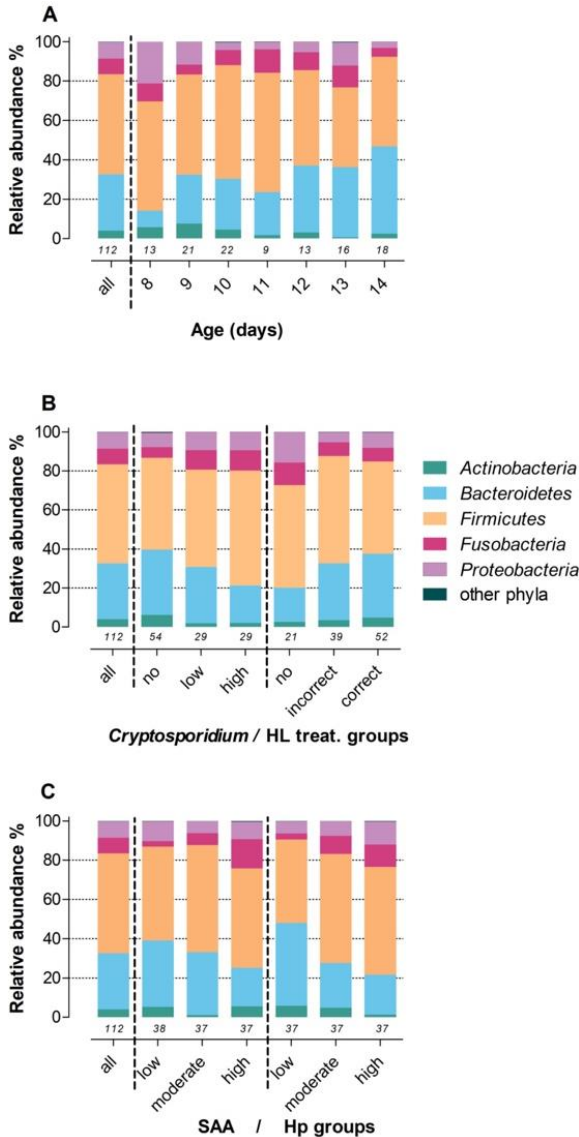 A
Relative abundance %
100
80
60
40
20
0
112 13 21 22 9 13 16 18
all 8 9 10 11 12 13 14
Age (days)
B
Relative abundance %
100
80
60
40
20
0
112 54 29 29 21 39 52
all no low high no incorrect correct
Cryptosporidium / HL treat. groups
Actinobacteria
Bacteroidetes
Firmicutes
Fusobacteria
Proteobacteria
other phyla
C
Relative abundance %
100
80
60
40
20
0
112 38 37 37 37 37 37
all low moderate high low moderate high
SAA / Hp groups